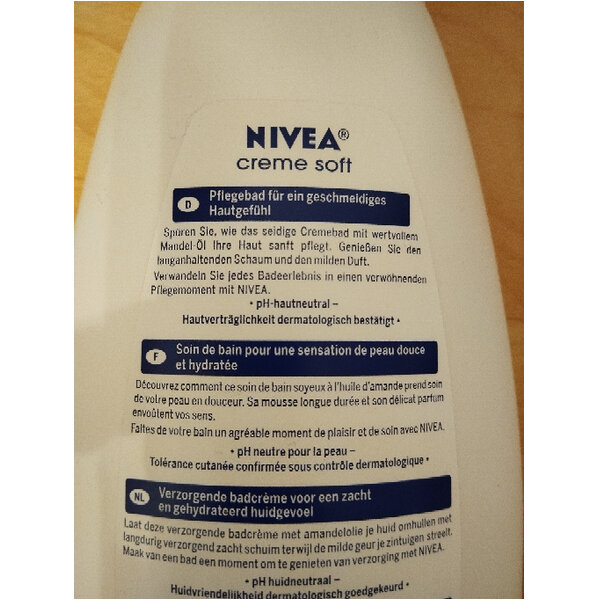 NIVEA®
creme soft
D
Pflegebad für ein geschmeidiges
Hautgefühl
Spüren Sie, wie das seidige Cremebad mit wertvollem
Mandel-Öl Ihre Haut sanft pflegt. Genießen Sie den
langanhaltenden Schaum und den milden Duft.
Verwandeln Sie jedes Badeerlebnis in einen verwöhnenden
Pflegemoment mit NIVEA.
• pH-hautneutral –
Hautverträglichkeit dermatologisch bestätigt •
F
Soin de bain pour une sensation de peau douce
et hydratée
Découvrez comment ce soin de bain soyeux à l'huile d'amande prend soin
de votre peau en douceur. Sa mousse longue durée et son délicat parfum
envoûtent vos sens.
Faites de votre bain un agréable moment de plaisir et de soin avec NIVEA.
• pH neutre pour la peau –
Tolérance cutanée confirmée sous contrôle dermatologique •
NL
Verzorgende badcrème voor een zacht
en gehydrateerd huidgevoel
Laat deze verzorgende badcrème met amandelolie je huid omhullen met
langdurig verzorgend zacht schuim terwijl de milde geur je zintuigen streelt.
Maak van een bad een moment om te genieten van verzorging met NIVEA.
• pH huidneutraal –
Huidvriendelijkheid dermatologisch goedgekeurd •